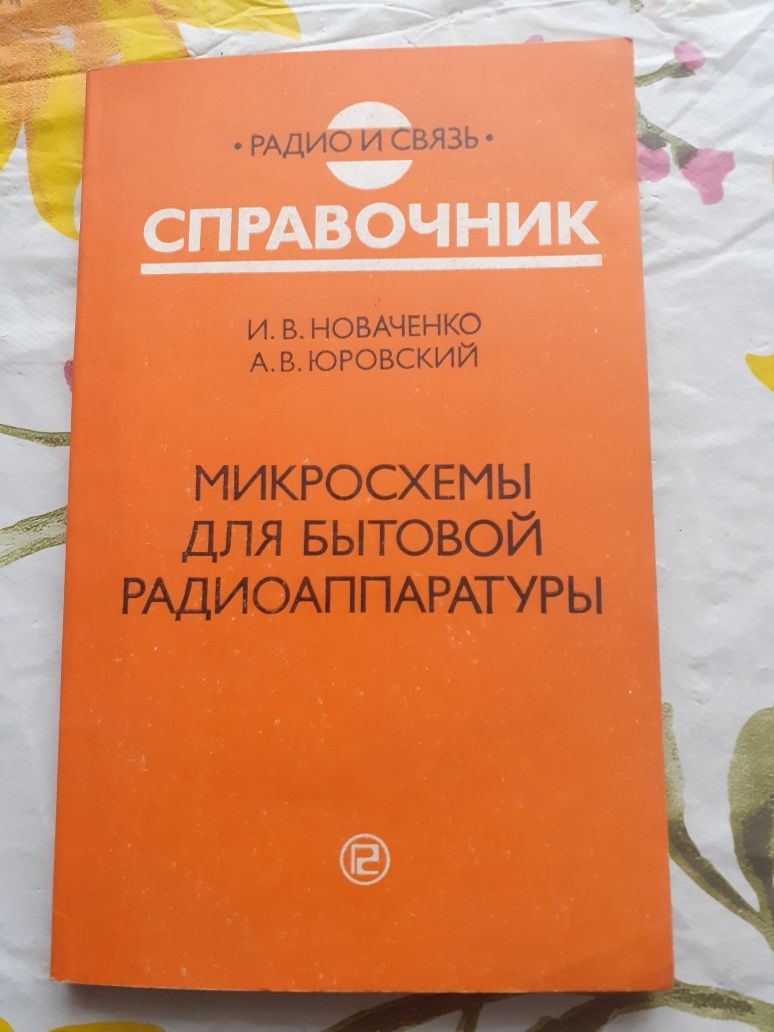 • РАДИО И СВЯЗЬ •
СПРАВОЧНИК
И. В. НОВАЧЕНКО
А. В. ЮРОВСКИЙ
МИКРОСХЕМЫ
ДЛЯ БЫТОВОЙ
РАДИОАППАРАТУРЫ